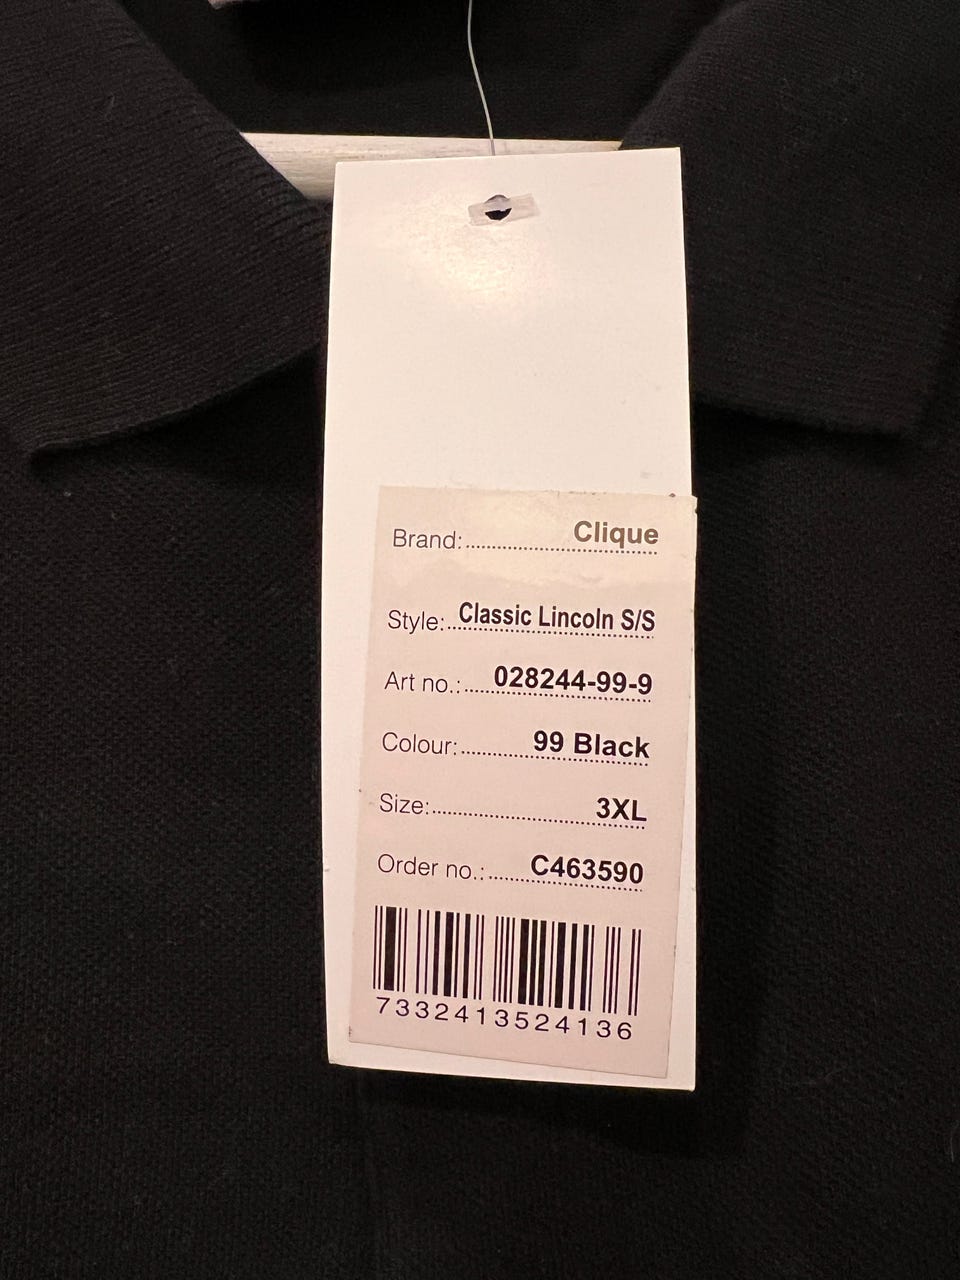 Brand: Clique
Style: Classic Lincoln S/S
Art no.: 028244-99-9
Colour: 99 Black
Size: 3XL
Order no.: C463590
7332413524136